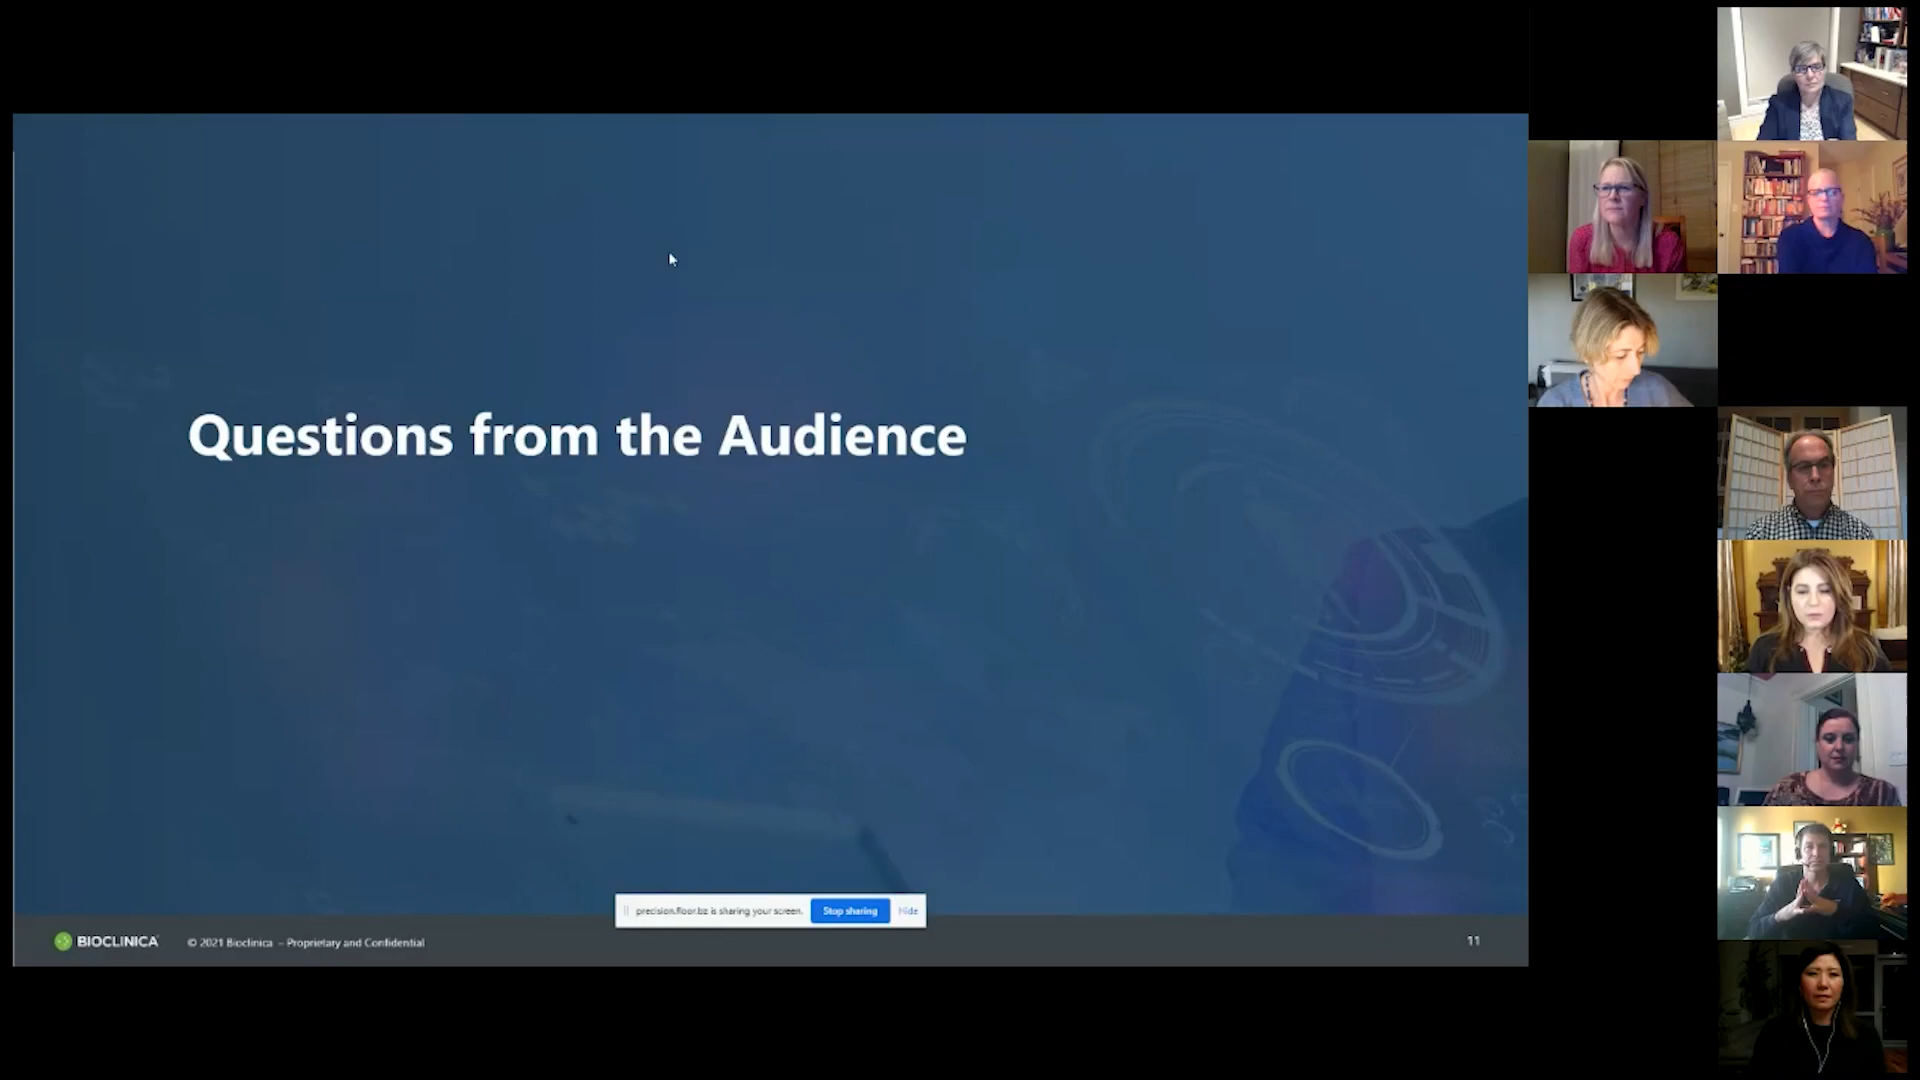 Questions from the Audience
precision.floor.bz is sharing your screen.
Stop sharing
Hide
BIOCLINICA
© 2021 Bioclinica – Proprietary and Confidential
11